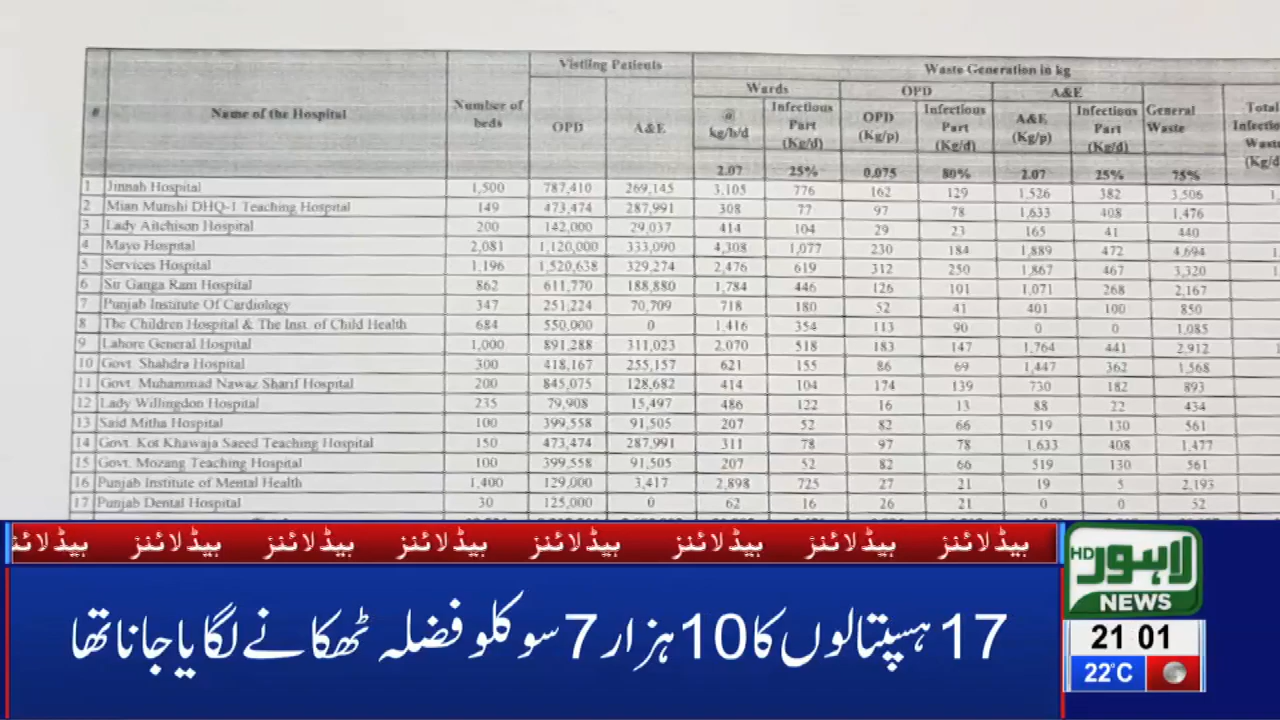 Visiting Patients
Waste Generation in kg
Wards OPD A&E
# Name of the Hospital Number of beds OPD A&E @ kg/b/d Infectious Part (Kg/d) OPD (Kg/p) Infectious Part (Kg/d) A&E (Kg/p) Infectious Part (Kg/d) General Waste Total
2.07 25% 0.075 80% 2.07 25% 75%
1 Jinnah Hospital 1,500 787,410 269,145 3,105 776 162 129 1,526 382 3,506
2 Mian Munshi DHQ-1 Teaching Hospital 149 473,474 287,991 308 77 97 78 1,633 408 1,476
3 Lady Aitchison Hospital 200 142,000 29,037 414 104 29 23 165 41 440
4 Mayo Hospital 2,081 1,120,000 333,090 4,308 1,077 230 184 1,889 472 4,694
5 Services Hospital 1,196 1,520,638 329,274 2,476 619 312 250 1,867 467 3,320
6 Sir Ganga Ram Hospital 862 611,770 188,880 1,784 446 126 101 1,071 268 2,167
7 Punjab Institute Of Cardiology 347 251,224 70,709 718 180 52 41 401 100 850
8 The Children Hospital & The Inst. of Child Health 684 550,000 0 1,416 354 113 90 0 0 1,085
9 Lahore General Hospital 1,000 891,288 311,023 2,070 518 183 147 1,764 441 2,912
10 Govt. Shahdra Hospital 300 418,167 255,157 621 155 86 69 1,447 362 1,568
11 Govt. Muhammad Nawaz Sharif Hospital 200 845,075 128,682 414 104 174 139 730 182 893
12 Lady Willingdon Hospital 235 79,908 15,497 486 122 16 13 88 22 434
13 Said Mitha Hospital 100 399,558 91,505 207 52 82 66 519 130 561
14 Govt. Kot Khawaja Saeed Teaching Hospital 150 473,474 287,991 311 78 97 78 1,633 408 1,477
15 Govt. Mozang Teaching Hospital 100 399,558 91,505 207 52 82 66 519 130 561
16 Punjab Institute of Mental Health 1,400 129,000 3,417 2,898 725 27 21 19 5 2,193
17 Punjab Dental Hospital 30 125,000 0 62 16 26 21 0 0 52
ہیڈلائنز ہیڈلائنز ہیڈلائنز ہیڈلائنز ہیڈلائنز ہیڈلائنز ہیڈلائنز ہیڈلائنز
17 ہسپتالوں کا 10 ہزار 7 سو کلو فضلہ ٹھکانے لگایا جانا تھا
HD لاہور
NEWS
21 01
22°C